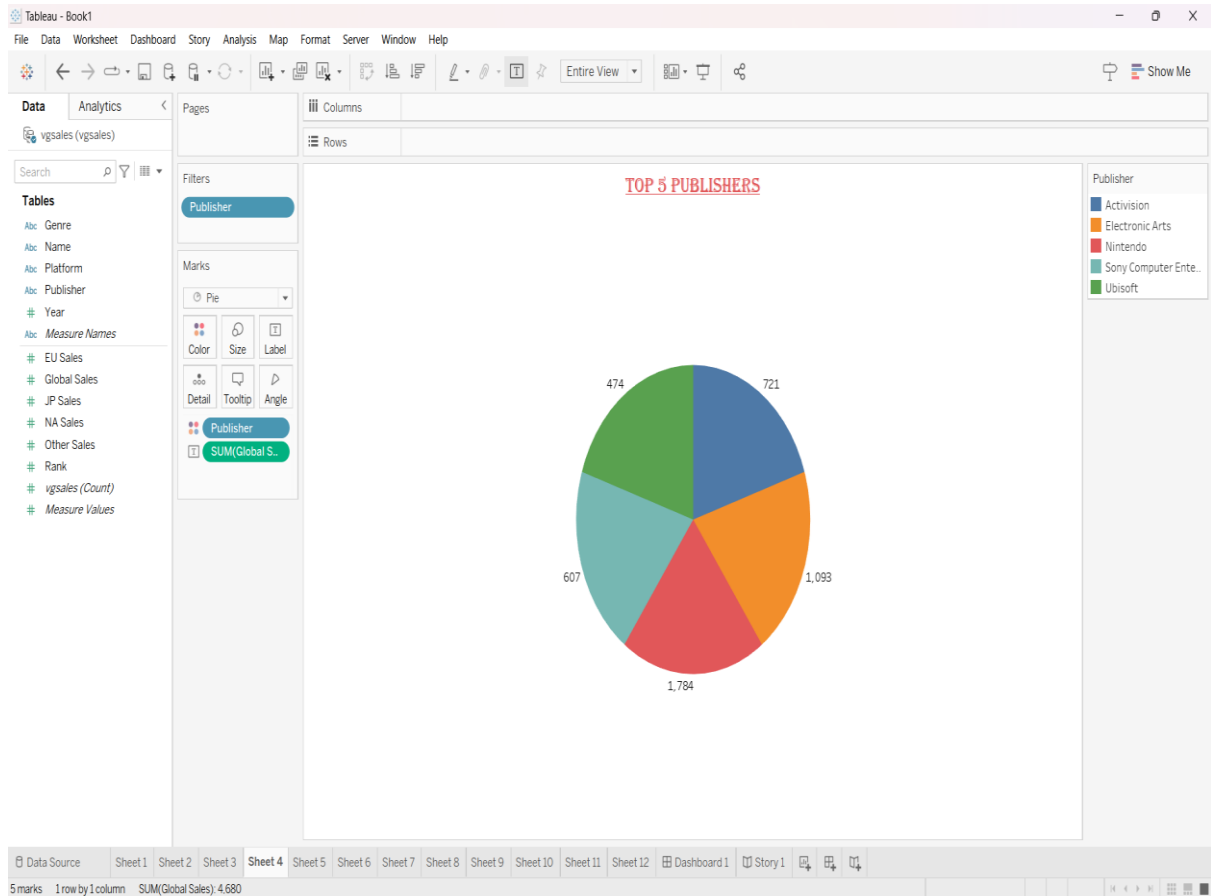 Tableau - Book1
File Data Worksheet Dashboard Story Analysis Map Format Server Window Help
Entire View
Show Me
Data Analytics
vgsales (vgsales)
Search
Tables
Abc Genre
Abc Name
Abc Platform
Abc Publisher
# Year
Abc Measure Names
# EU Sales
# Global Sales
# JP Sales
# NA Sales
# Other Sales
# Rank
# vgsales (Count)
# Measure Values
Pages
Filters
Publisher
Marks
Pie
Color Size Label
Detail Tooltip Angle
Publisher
SUM(Global S..
Columns
Rows
TOP 5 PUBLISHERS
474
721
607
1,093
1,784
Publisher
Activision
Electronic Arts
Nintendo
Sony Computer Ente..
Ubisoft
Data Source Sheet 1 Sheet 2 Sheet 3 Sheet 4 Sheet 5 Sheet 6 Sheet 7 Sheet 8 Sheet 9 Sheet 10 Sheet 11 Sheet 12 Dashboard 1 Story 1
5 marks 1 row by 1 column SUM(Global Sales): 4,680